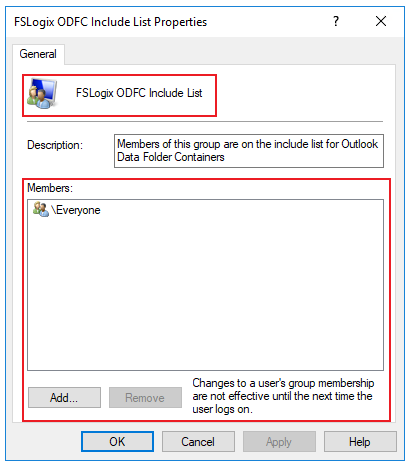 FSLogix ODFC Include List Properties
General
FSLogix ODFC Include List
Description:
Members of this group are on the include list for Outlook
Data Folder Containers
Members:
\Everyone
Add...
Remove
Changes to a user's group membership
are not effective until the next time the
user logs on.
OK
Cancel
Apply
Help